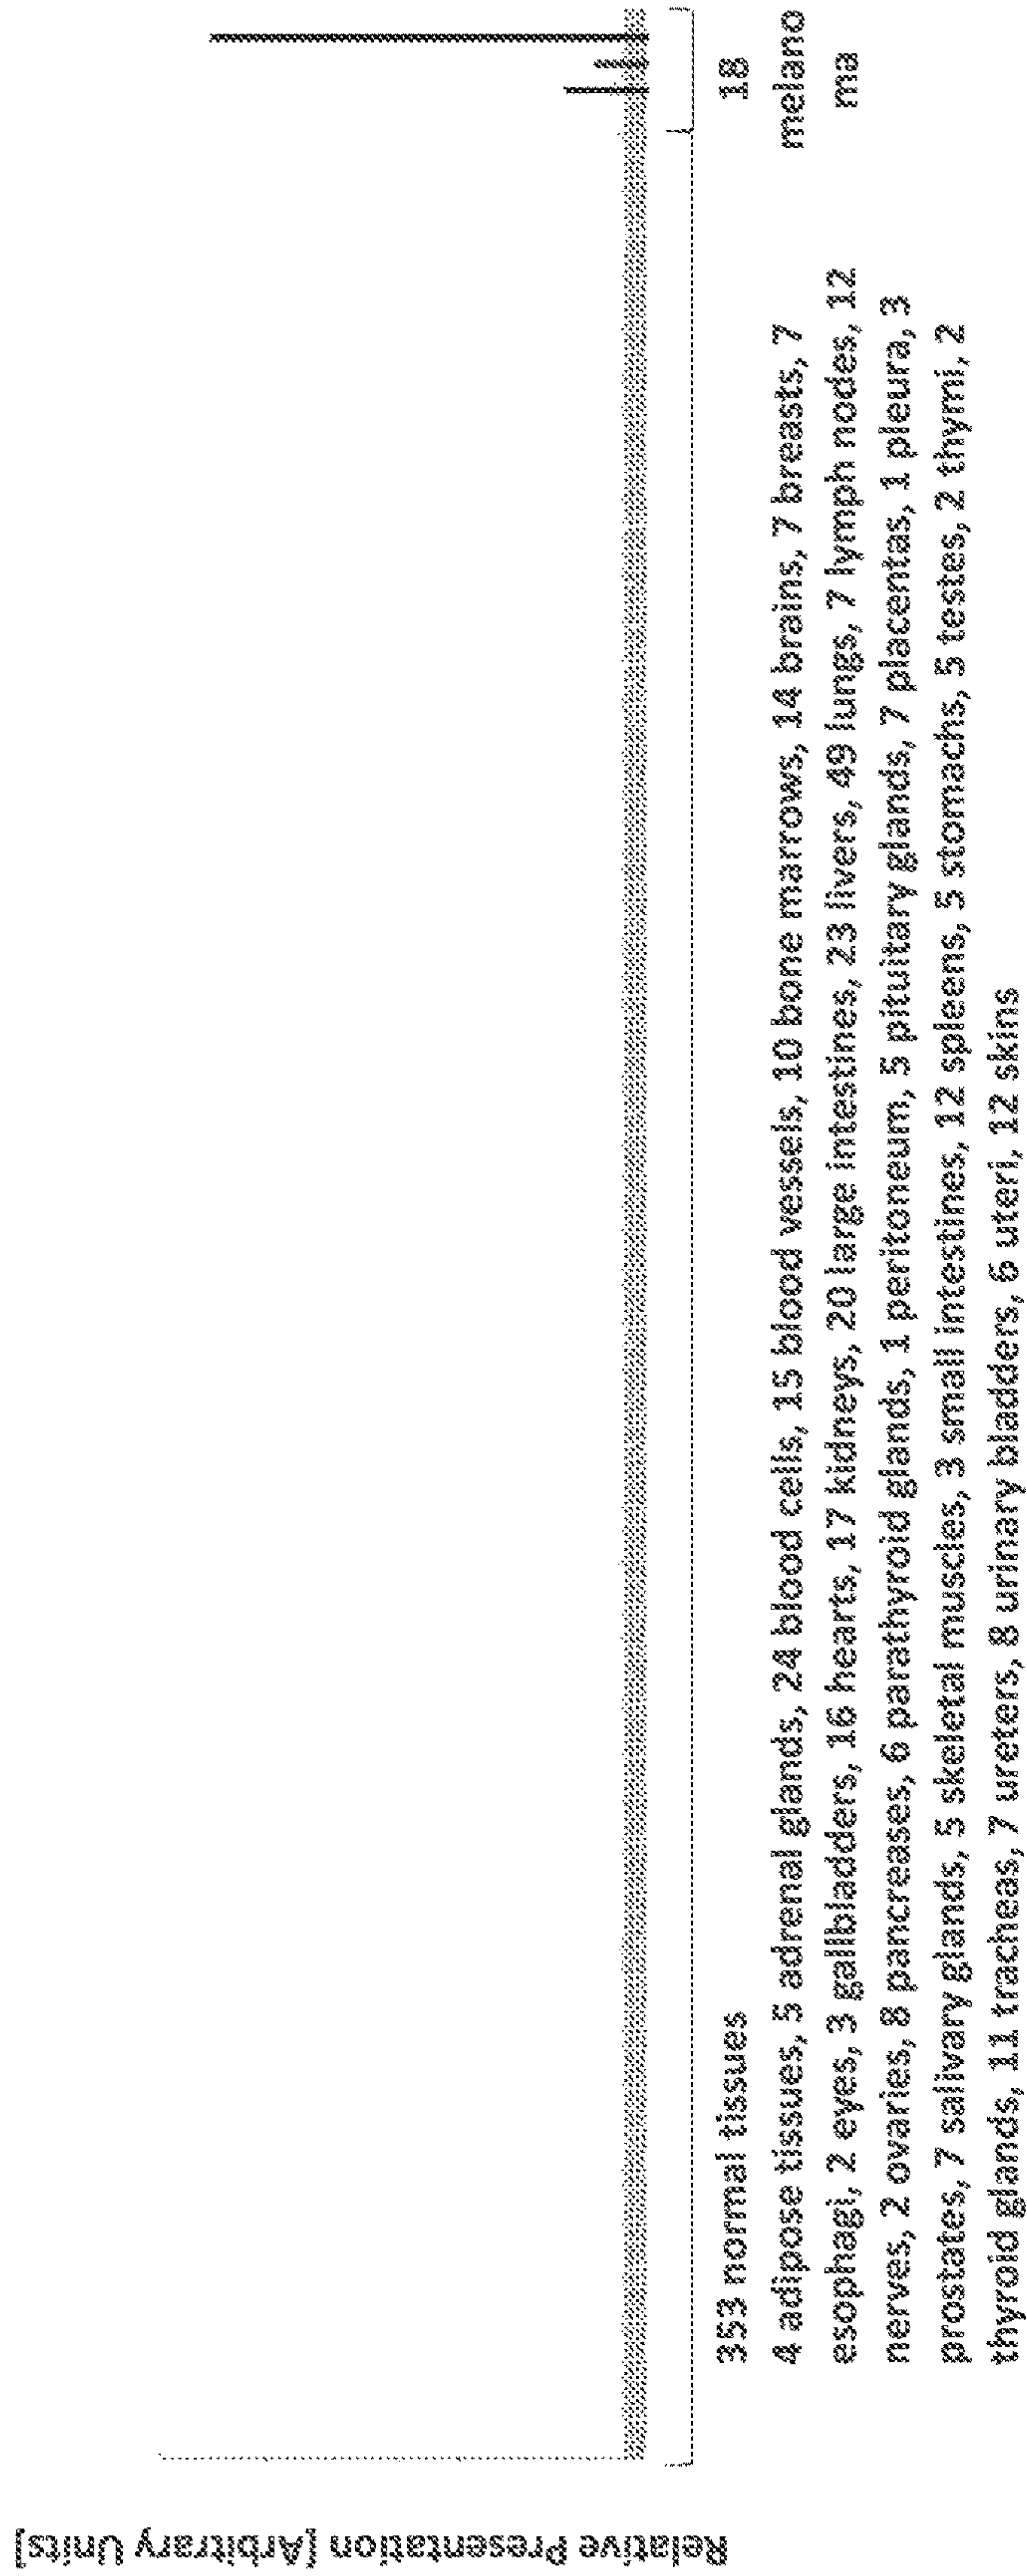 Relative Presentation [Arbitrary Units]
353 normal tissues
4 adipose tissues, 5 adrenal glands, 24 blood cells, 15 blood vessels, 10 bone marrows, 14 brains, 7 breasts, 7
esophagi, 2 eyes, 3 gallbladders, 16 hearts, 17 kidneys, 20 large intestines, 23 livers, 49 lungs, 7 lymph nodes, 12
nerves, 2 ovaries, 8 pancreases, 6 parathyroid glands, 1 peritoneum, 5 pituitary glands, 7 placentas, 1 pleura, 3
prostates, 7 salivary glands, 5 skeletal muscles, 3 small intestines, 12 spleens, 5 stomachs, 5 testes, 2 thymi, 2
thyroid glands, 11 tracheas, 7 ureters, 8 urinary bladders, 6 uteri, 12 skins
18
melano
ma